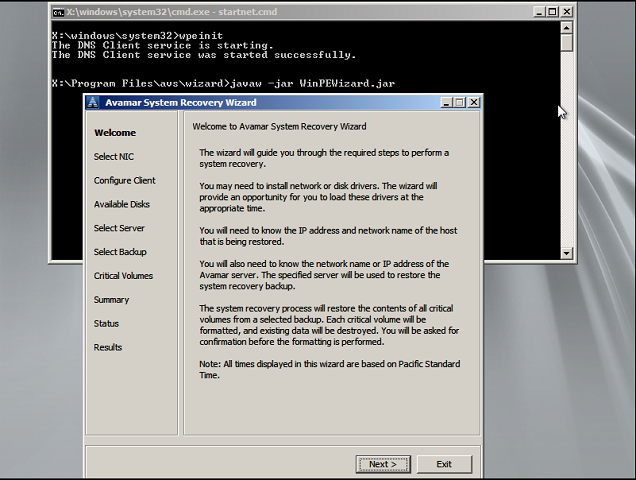 X:\windows\system32\cmd.exe - startnet.cmd
X:\windows\system32>wpeinit
The DNS Client service is starting.
The DNS Client service was started successfully.
X:\Program Files\avs\wizard>javaw -jar WinPEWizard.jar
Avamar System Recovery Wizard
Welcome
Select NIC
Configure Client
Available Disks
Select Server
Select Backup
Critical Volumes
Summary
Status
Results
Welcome to Avamar System Recovery Wizard
The wizard will guide you through the required steps to perform a
system recovery.
You may need to install network or disk drivers. The wizard will
provide an opportunity for you to load these drivers at the
appropriate time.
You will need to know the IP address and network name of the host
that is being restored.
You will also need to know the network name or IP address of the
Avamar server. The specified server will be used to restore the
system recovery backup.
The system recovery process will restore the contents of all critical
volumes from a selected backup. Each critical volume will be
formatted, and existing data will be destroyed. You will be asked for
confirmation before the formatting is performed.
Note: All times displayed in this wizard are based on Pacific Standard
Time.
Next >
Exit